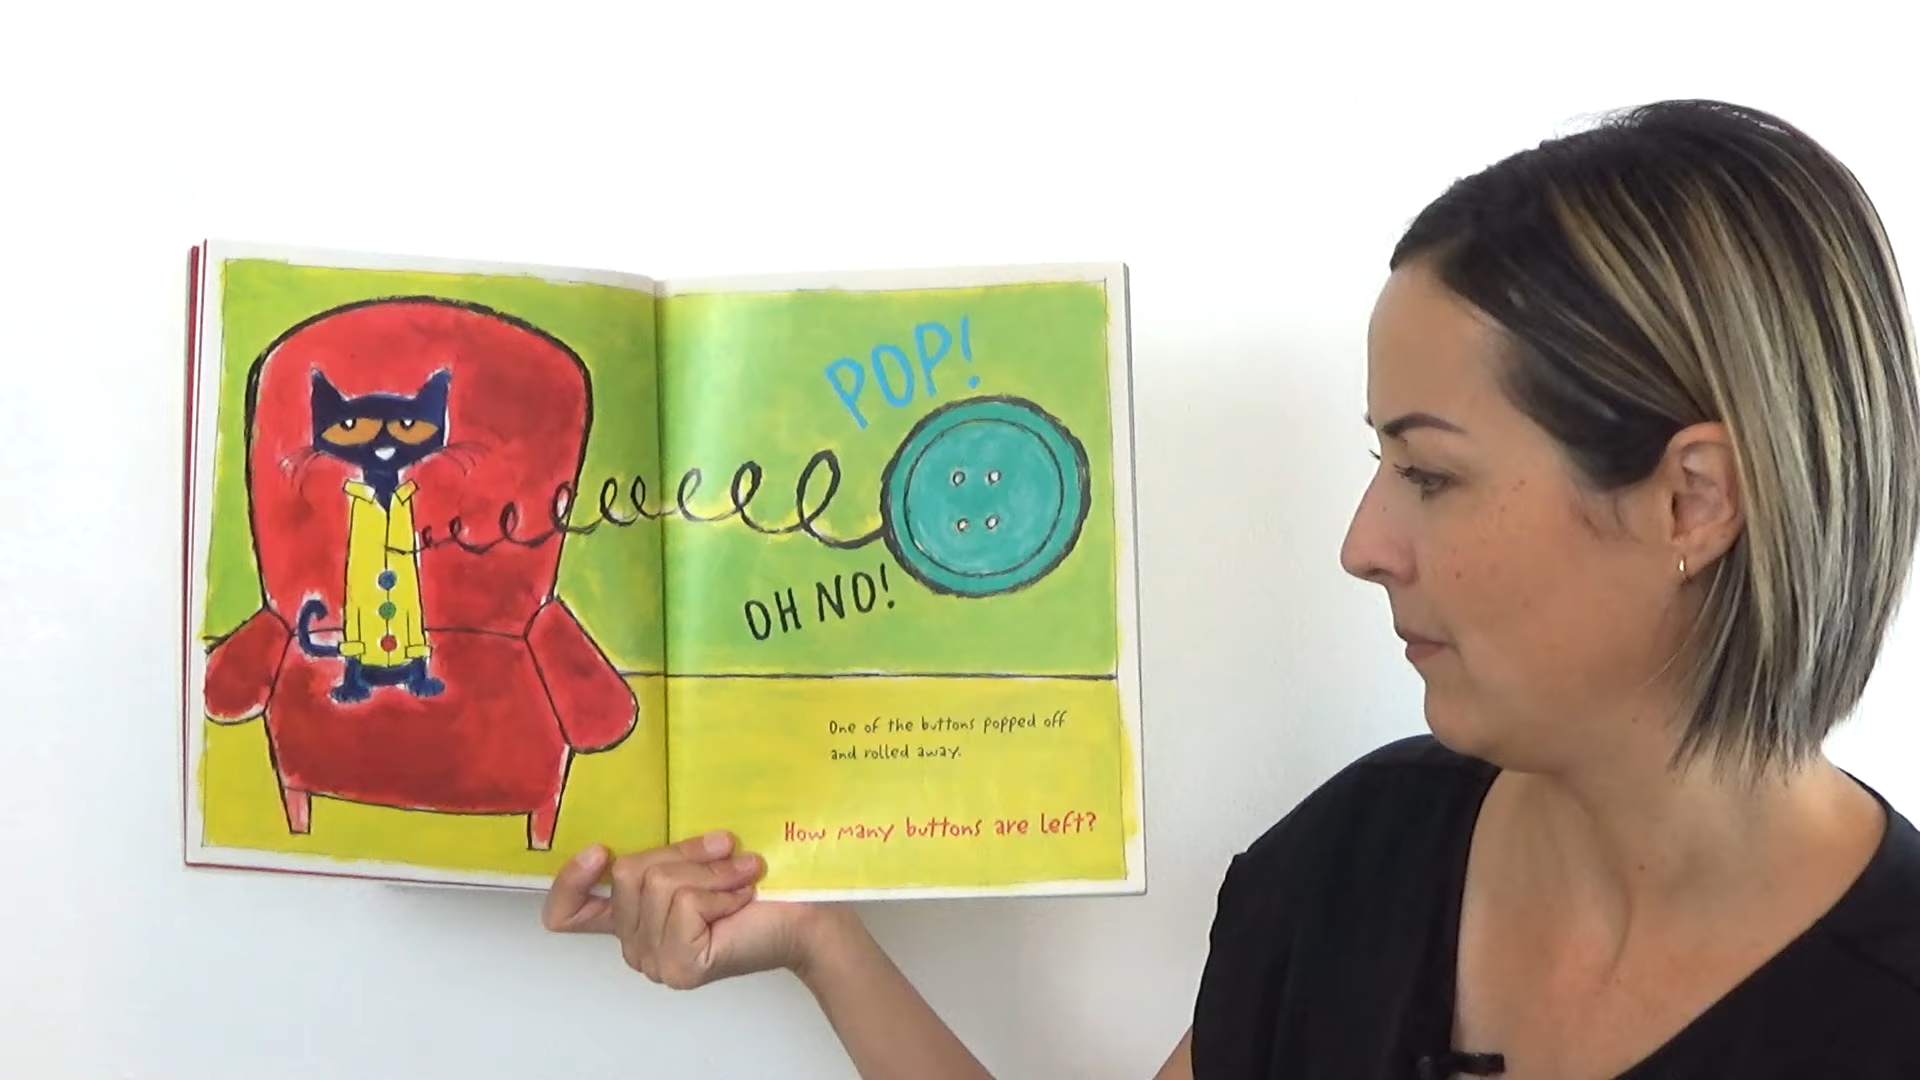 POP!
OH NO!
One of the buttons popped off
and rolled away.
How many buttons are left?